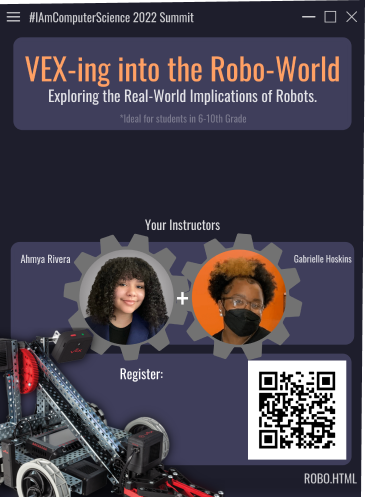 #IAmComputerScience 2022 Summit
VEX-ing into the Robo-World
Exploring the Real-World Implications of Robots.
*Ideal for students in 6-10th Grade
Your Instructors
Ahmya Rivera
Gabrielle Hoskins
+
Register:
ROBO.HTML